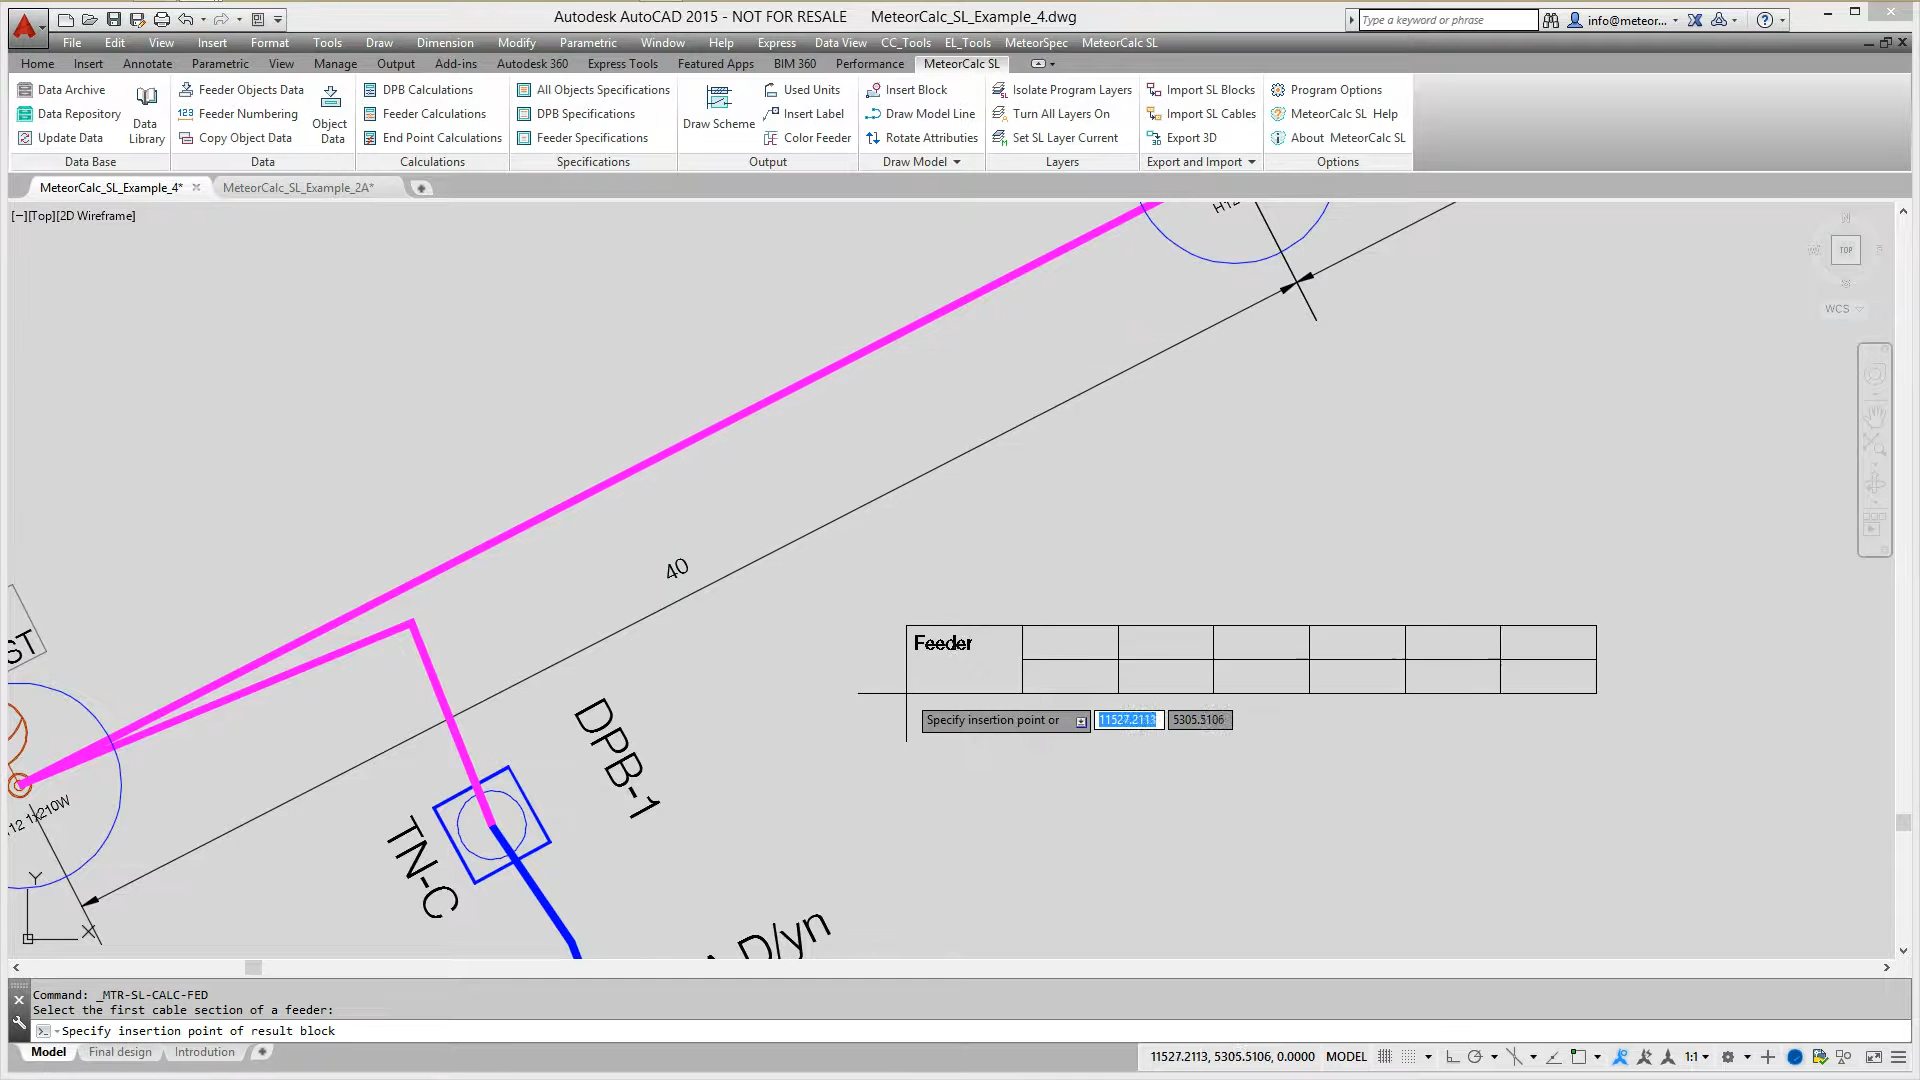 Autodesk AutoCAD 2015 - NOT FOR RESALE MeteorCalc_SL_Example_4.dwg
Type a keyword or phrase
info@meteor...
File Edit View Insert Format Tools Draw Dimension Modify Parametric Window Help Express Data View CC_Tools EL_Tools MeteorSpec MeteorCalc SL
Home Insert Annotate Parametric View Manage Output Add-ins Autodesk 360 Express Tools Featured Apps BIM 360 Performance MeteorCalc SL
Data Archive
Data Repository
Update Data
Data Library
Data Base
Feeder Objects Data
123 Feeder Numbering
Copy Object Data
Object Data
Data
DPB Calculations
Feeder Calculations
End Point Calculations
Calculations
All Objects Specifications
DPB Specifications
Feeder Specifications
Specifications
Draw Scheme
Used Units
Insert Label
Color Feeder
Output
Insert Block
Draw Model Line
Rotate Attributes
Draw Model
Isolate Program Layers
Turn All Layers On
Set SL Layer Current
Layers
Import SL Blocks
Import SL Cables
Export 3D
Export and Import
Program Options
MeteorCalc SL Help
About MeteorCalc SL
Options
MeteorCalc_SL_Example_4* MeteorCalc_SL_Example_2A*
[−][Top][2D Wireframe]
TOP
WCS
40
ST
Feeder
Specify insertion point or 11527.2113 5305.5106
DPB-1
TN-C
12 1x210W
D/yn
Y
X
Command: _MTR-SL-CALC-FED
Select the first cable section of a feeder:
Specify insertion point of result block
Model Final design Introdution
11527.2113, 5305.5106, 0.0000 MODEL 1:1